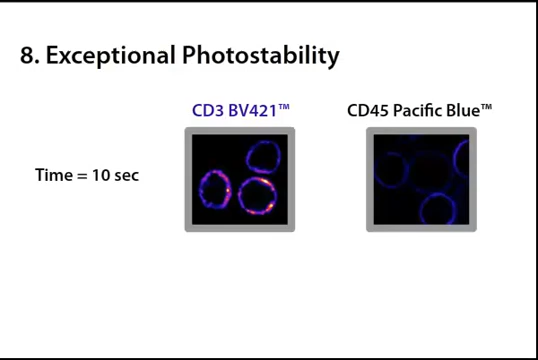 8. Exceptional Photostability
CD3 BV421™ CD45 Pacific Blue™
Time = 10 sec